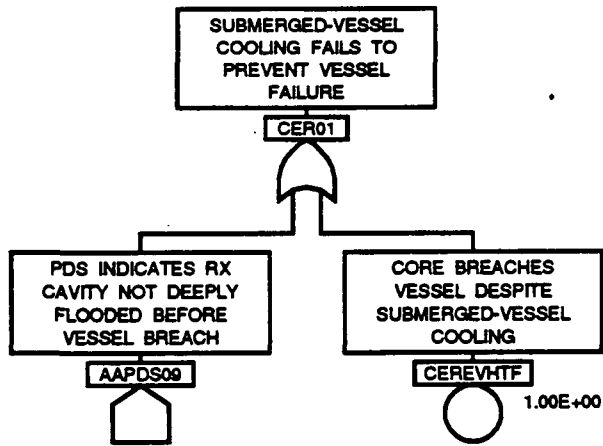 SUBMERGED-VESSEL
COOLING FAILS TO
PREVENT VESSEL
FAILURE
CER01
PDS INDICATES RX
CAVITY NOT DEEPLY
FLOODED BEFORE
VESSEL BREACH
AAPDS09
CORE BREACHES
VESSEL DESPITE
SUBMERGED-VESSEL
COOLING
CEREVHTF
1.00E+00